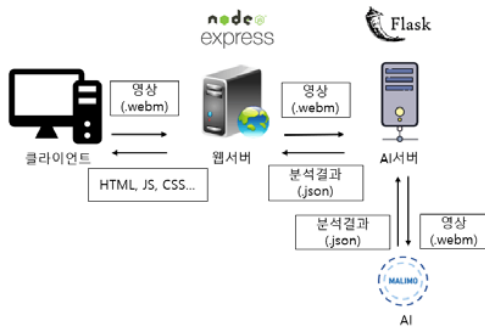 node
express
Flask
영상
(.webm)
영상
(.webm)
클라이언트
웹서버
AI서버
HTML, JS, CSS...
분석결과
(.json)
분석결과
(.json)
영상
(.webm)
MALIMO
AI